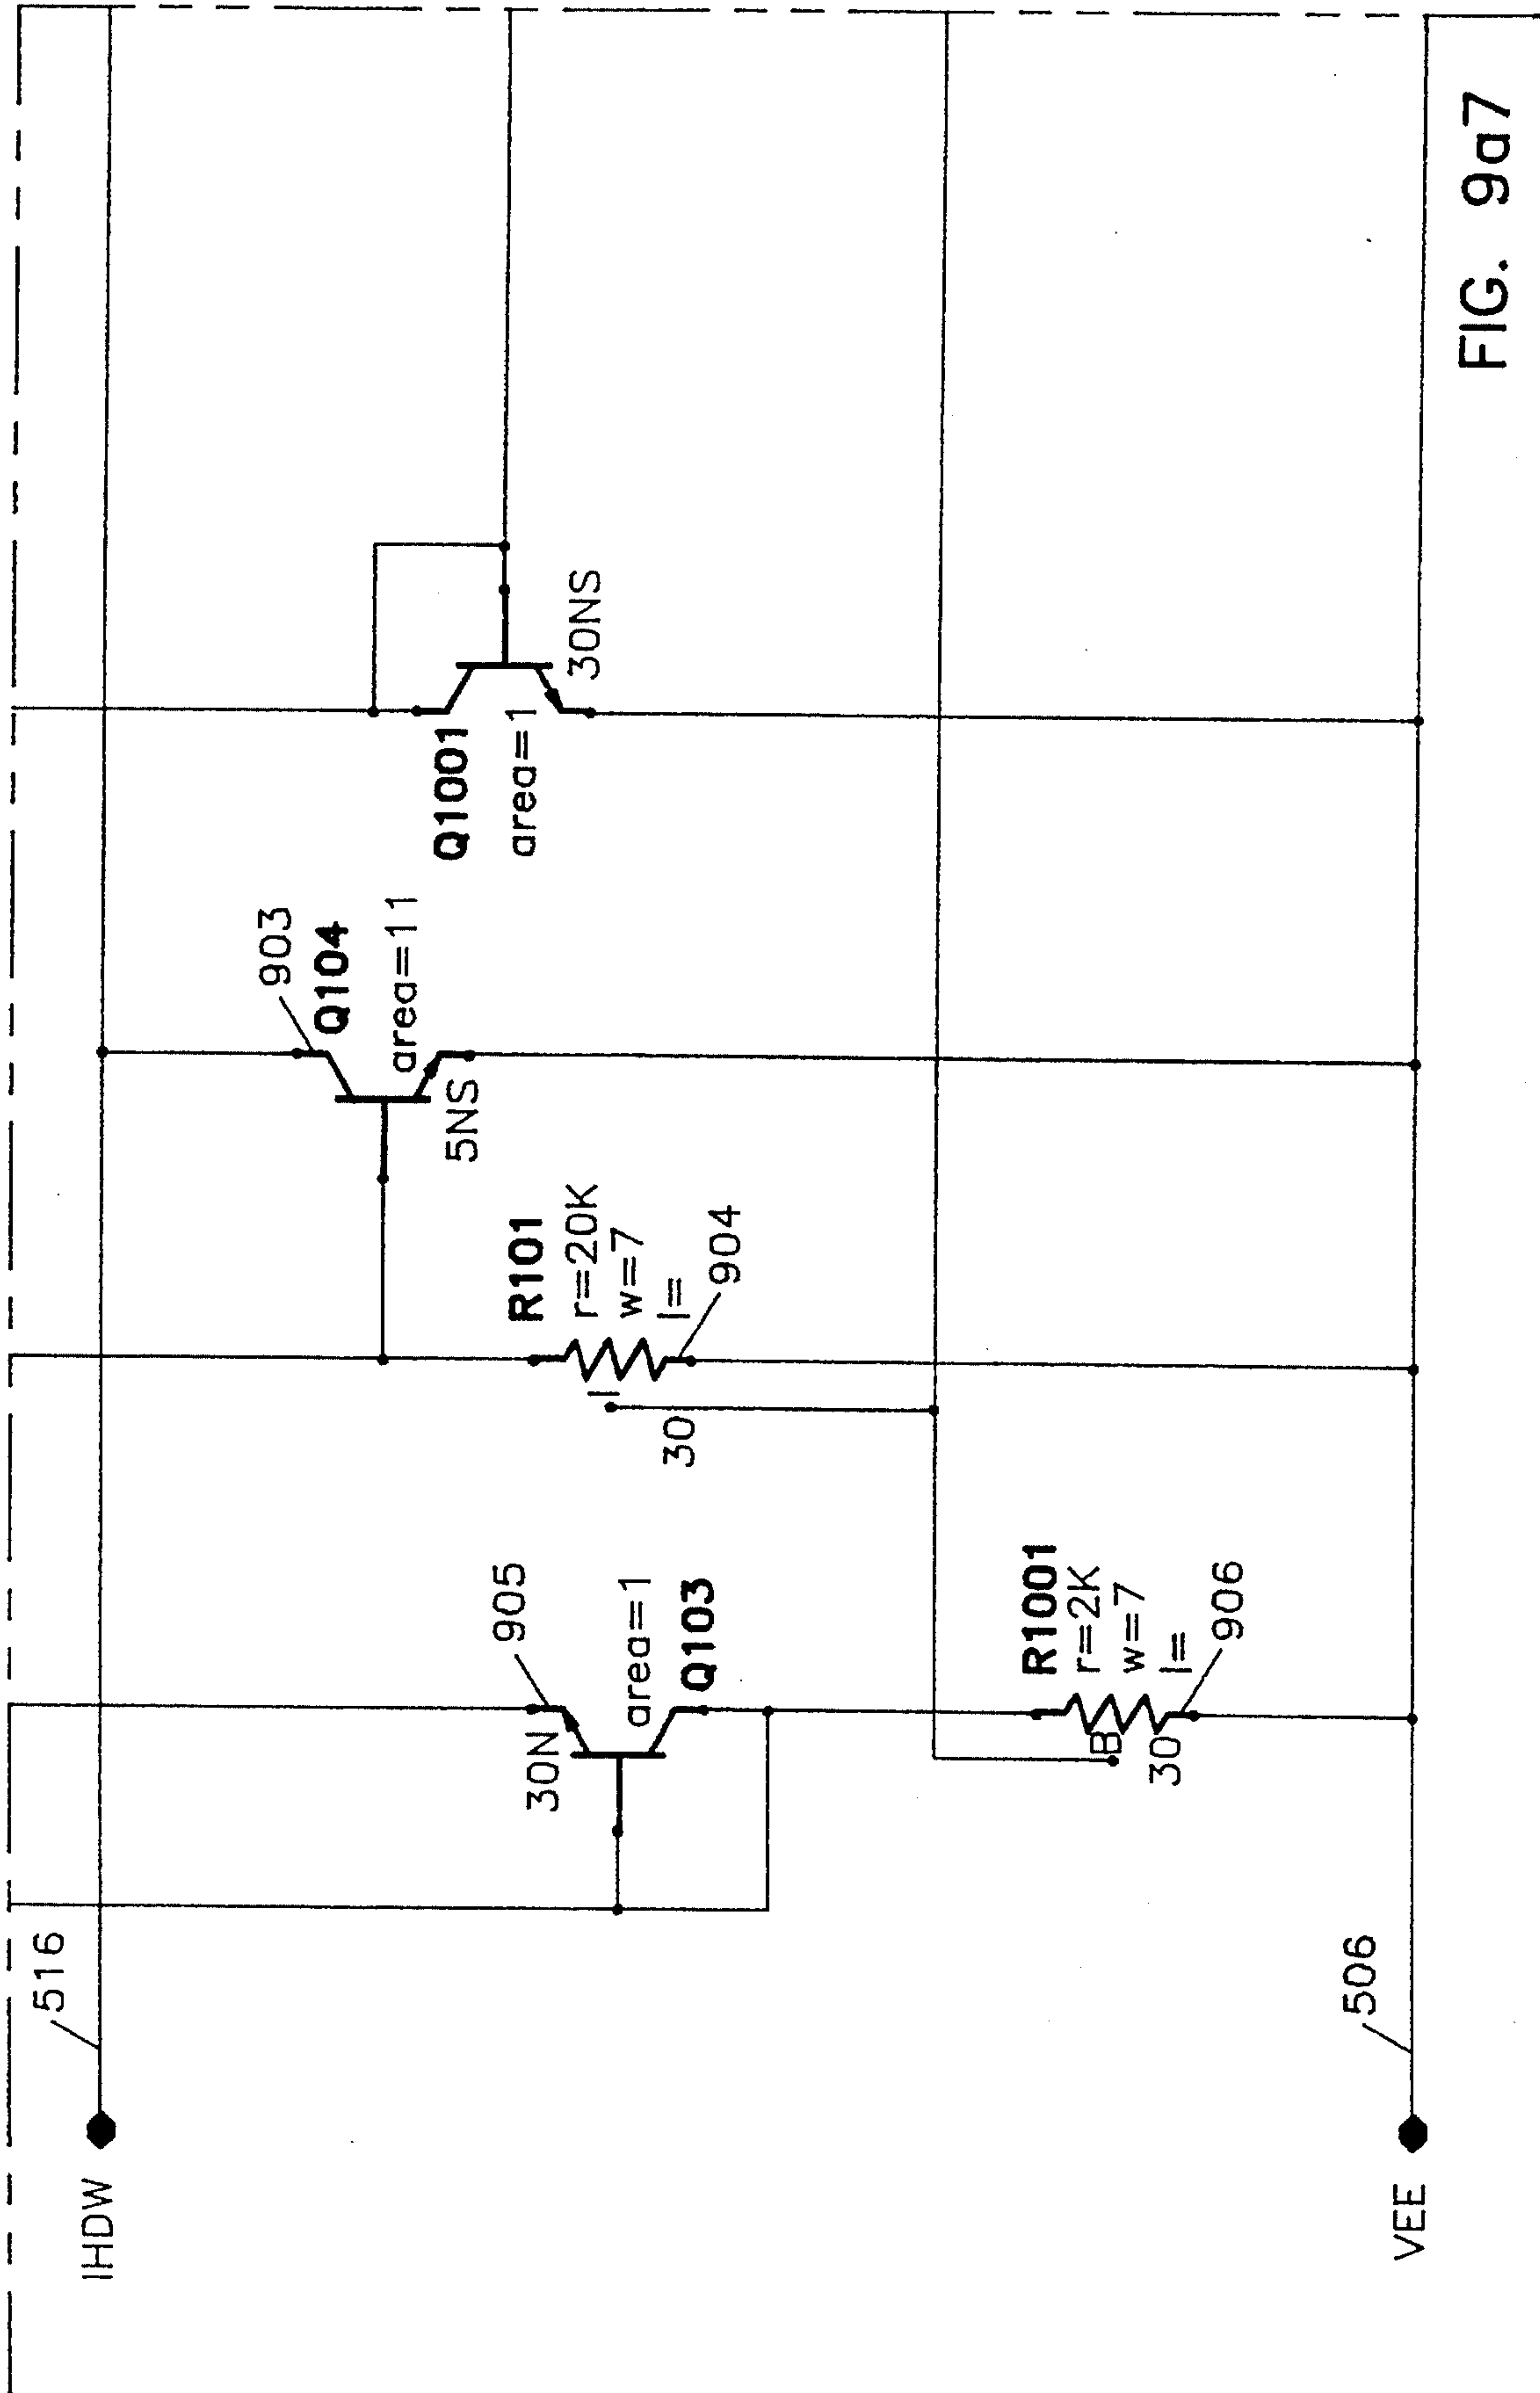 IHDW
516
905
30N
area=1
Q103
R1001
r=2K
w=7
l=
B
30
906
R101
r=20K
w=7
l=
I
30
904
903
Q104
area=11
5NS
Q1001
area=1
30NS
VEE
506
FIG. 9a7